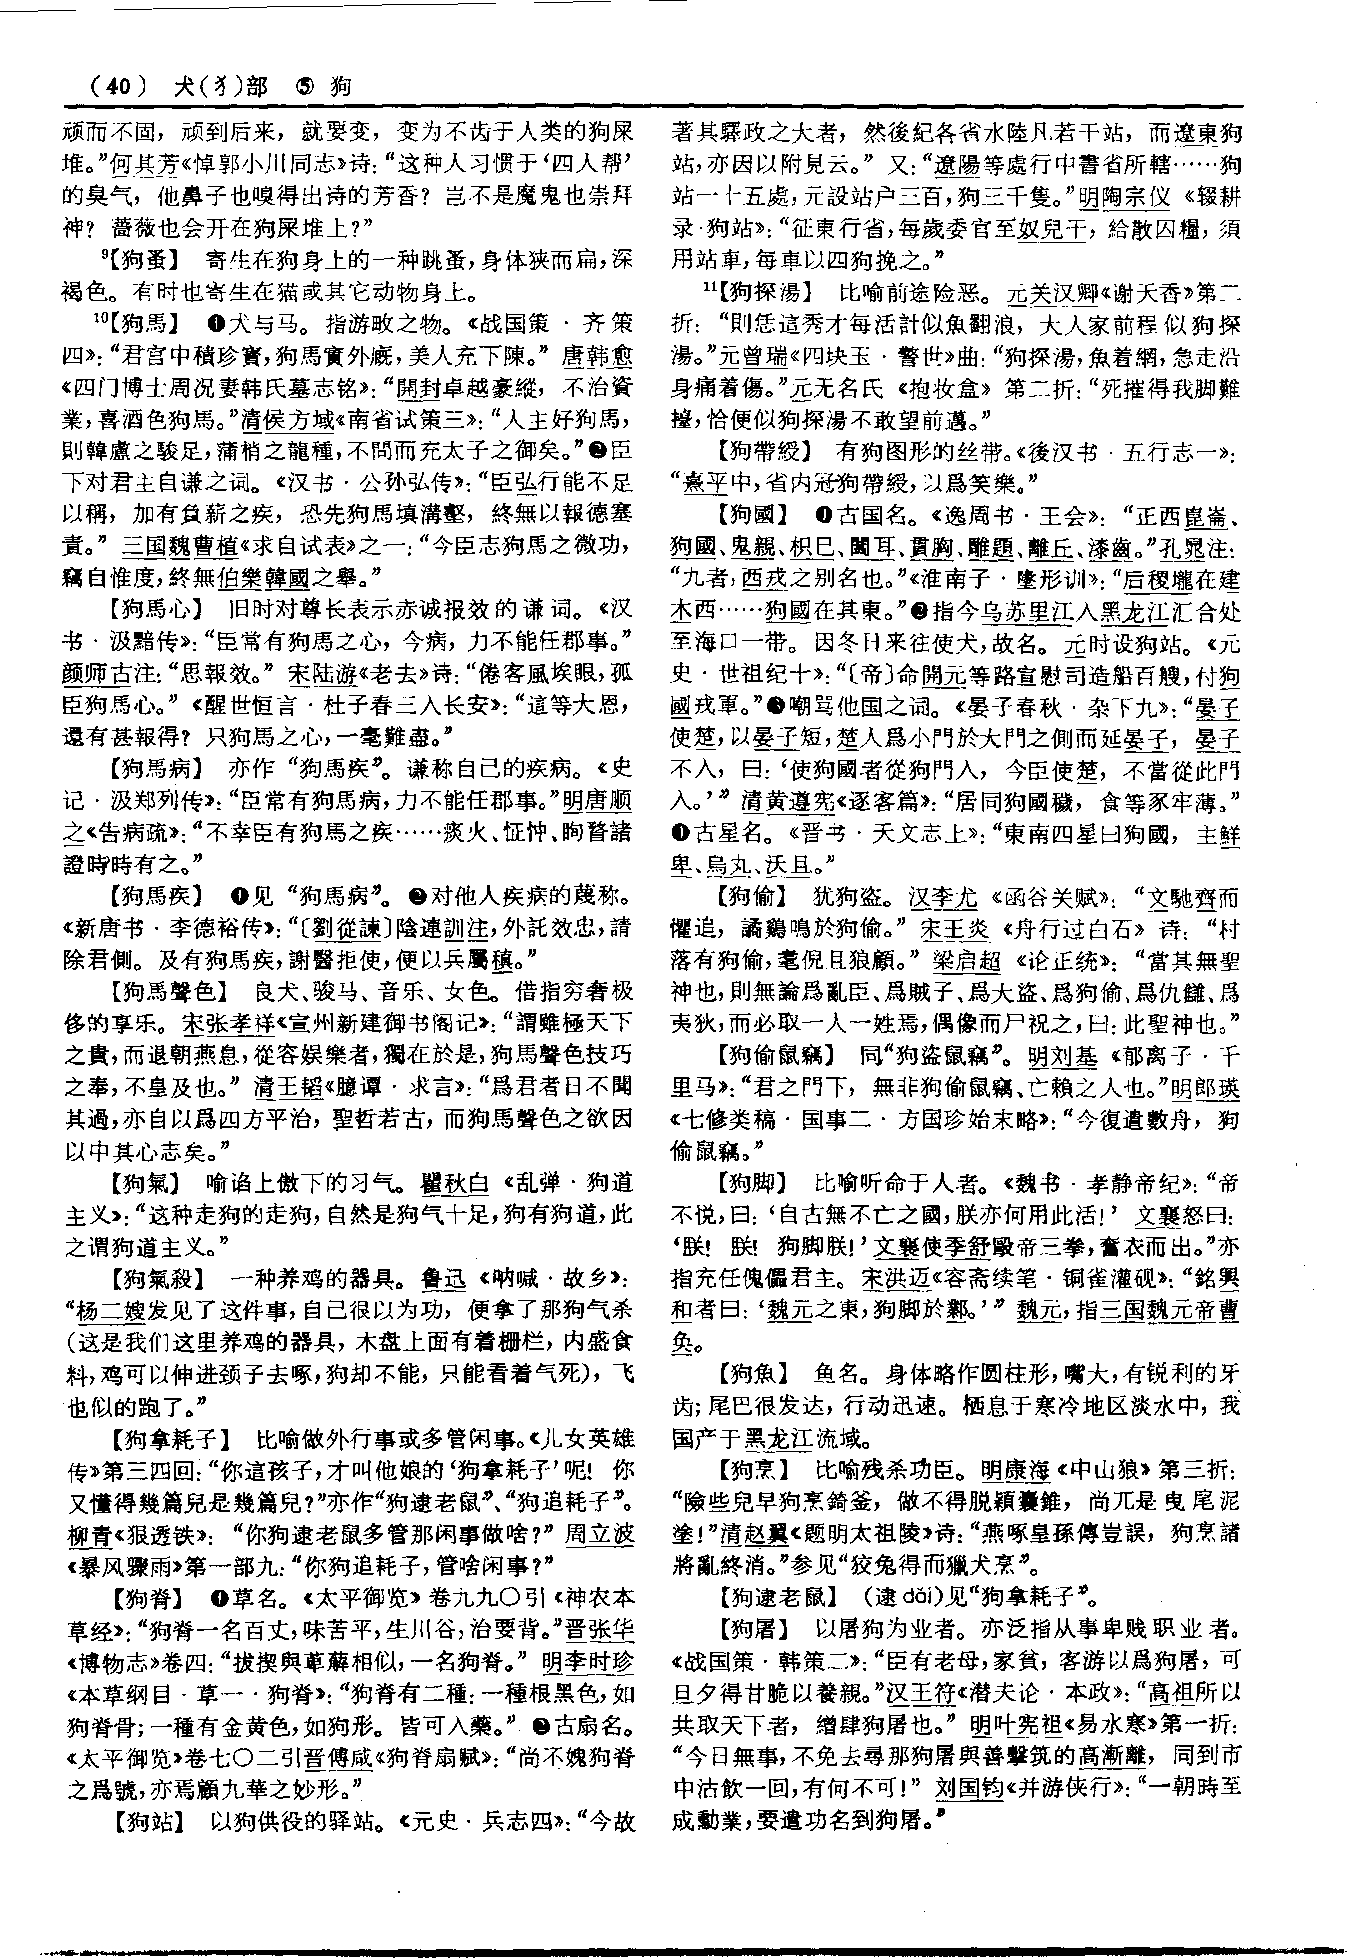 （40） 犬（犭）部 ⑤ 狗
顽而不固，顽到后来，就要变，变为不齿于人类的狗屎
堆。”何其芳《悼郭小川同志》诗：“这种人习惯于‘四人帮’
的臭气，他鼻子也嗅得出诗的芳香？岂不是魔鬼也崇拜
神？蔷薇也会开在狗屎堆上？”
⁹【狗蚤】 寄生在狗身上的一种跳蚤，身体狭而扁，深
褐色。有时也寄生在猫或其它动物身上。
¹⁰【狗馬】 ❶犬与马。指游畋之物。《战国策·齐策
四》：“君宫中積珍寶，狗馬實外廄，美人充下陳。”唐韩愈
《四门博士周况妻韩氏墓志铭》：“開封卓越豪縱，不治資
業，喜酒色狗馬。”清侯方域《南省试策三》：“人主好狗馬，
則韓盧之駿足，蒲梢之龍種，不問而充太子之御矣。”❷臣
下对君主自谦之词。《汉书·公孙弘传》：“臣弘行能不足
以稱，加有負薪之疾，恐先狗馬填溝壑，終無以報德塞
責。”三国魏曹植《求自试表》之一：“今臣志狗馬之微功，
竊自惟度，終無伯樂韓國之舉。”
【狗馬心】 旧时对尊长表示赤诚报效的谦词。《汉
书·汲黯传》：“臣常有狗馬之心，今病，力不能任郡事。”
颜师古注：“思報效。”宋陆游《老去》诗：“倦客風埃眼，孤
臣狗馬心。”《醒世恒言·杜子春三入长安》：“這等大恩，
還有甚報得？只狗馬之心，一毫難盡。”
【狗馬病】 亦作“狗馬疾”。谦称自己的疾病。《史
记·汲郑列传》：“臣常有狗馬病，力不能任郡事。”明唐顺
之《告病疏》：“不幸臣有狗馬之疾……痰火、怔忡、眴瞀諸
證時時有之。”
【狗馬疾】 ❶见“狗馬病”。❷对他人疾病的蔑称。
《新唐书·李德裕传》：“〔劉從諫〕陰連訓注，外託效忠，請
除君側。及有狗馬疾，謝醫拒使，便以兵屬稹。”
【狗馬聲色】 良犬、骏马、音乐、女色。借指穷奢极
侈的享乐。宋张孝祥《宣州新建御书阁记》：“謂雖極天下
之貴，而退朝燕息，從容娱樂者，獨在於是，狗馬聲色技巧
之奉，不皇及也。”清王韬《臆谭·求言》：“爲君者日不聞
其過，亦自以爲四方平治，聖哲若古，而狗馬聲色之欲因
以中其心志矣。”
【狗氣】 喻谄上傲下的习气。瞿秋白《乱弹·狗道
主义》：“这种走狗的走狗，自然是狗气十足，狗有狗道，此
之谓狗道主义。”
【狗氣殺】 一种养鸡的器具。鲁迅《呐喊·故乡》：
“杨二嫂发见了这件事，自己很以为功，便拿了那狗气杀
（这是我们这里养鸡的器具，木盘上面有着栅栏，内盛食
料，鸡可以伸进颈子去啄，狗却不能，只能看着气死），飞
也似的跑了。”
【狗拿耗子】 比喻做外行事或多管闲事。《儿女英雄
传》第三四回：“你這孩子，才叫他娘的‘狗拿耗子’呢！你
又懂得幾篇兒是幾篇兒？”亦作“狗逮老鼠”、“狗追耗子”。
柳青《狠透铁》：“你狗逮老鼠多管那闲事做啥？”周立波
《暴风骤雨》第一部九：“你狗追耗子，管啥闲事？”
【狗脊】 ❶草名。《太平御览》卷九九〇引《神农本
草经》：“狗脊一名百丈，味苦平，生川谷，治要背。”晋张华
《博物志》卷四：“拔揳與萆薢相似，一名狗脊。”明李时珍
《本草纲目·草一·狗脊》：“狗脊有二種：一種根黑色，如
狗脊骨；一種有金黄色，如狗形。皆可入藥。”❷古扇名。
《太平御览》卷七〇二引晋傅咸《狗脊扇赋》：“尚不媿狗脊
之爲號，亦焉顧九華之妙形。”
【狗站】 以狗供役的驿站。《元史·兵志四》：“今故
著其驛政之大者，然後紀各省水陸凡若干站，而遼東狗
站，亦因以附見云。”又：“遼陽等處行中書省所轄……狗
站一十五處，元設站户三百，狗三千隻。”明陶宗仪《辍耕
录·狗站》：“征東行省，每歲委官至奴兒干，給散囚糧，須
用站車，每車以四狗挽之。”
¹¹【狗探湯】 比喻前途险恶。元关汉卿《谢天香》第二
折：“則恁這秀才每活計似魚翻浪，大人家前程似狗探
湯。”元曾瑞《四块玉·警世》曲：“狗探湯，魚着網，急走沿
身痛着傷。”元无名氏《抱妆盒》第二折：“死摧得我脚難
擡，恰便似狗探湯不敢望前邁。”
【狗帶綬】 有狗图形的丝带。《後汉书·五行志一》：
“熹平中，省内冠狗帶綬，以爲笑樂。”
【狗國】 ❶古国名。《逸周书·王会》：“正西崑崙、
狗國、鬼親、枳巳、闟耳、貫胸、雕題、離丘、漆齒。”孔晁注：
“九者，西戎之别名也。”《淮南子·墬形训》：“后稷壠在建
木西……狗國在其東。”❷指今乌苏里江入黑龙江汇合处
至海口一带。因冬日来往使犬，故名。元时设狗站。《元
史·世祖纪十》：“〔帝〕命開元等路宣慰司造船百艘，付狗
國戎軍。”❸嘲骂他国之词。《晏子春秋·杂下九》：“晏子
使楚，以晏子短，楚人爲小門於大門之側而延晏子，晏子
不入，曰：‘使狗國者從狗門入，今臣使楚，不當從此門
入。’”清黄遵宪《逐客篇》：“居同狗國穢，食等豕牢薄。”
❹古星名。《晋书·天文志上》：“東南四星曰狗國，主鮮
卑、烏丸、沃且。”
【狗偷】 犹狗盗。汉李尤《函谷关赋》：“文馳齊而
懼追，譎鷄鳴於狗偷。”宋王炎《舟行过白石》诗：“村
落有狗偷，耄倪且狼顧。”梁启超《论正统》：“當其無聖
神也，則無論爲亂臣、爲賊子、爲大盗、爲狗偷、爲仇讎、爲
夷狄，而必取一人一姓焉，偶像而尸祝之，曰：此聖神也。”
【狗偷鼠竊】 同“狗盗鼠竊”。明刘基《郁离子·千
里马》：“君之門下，無非狗偷鼠竊、亡賴之人也。”明郎瑛
《七修类稿·国事二·方国珍始末略》：“今復遣數舟，狗
偷鼠竊。”
【狗脚】 比喻听命于人者。《魏书·孝静帝纪》：“帝
不悦，曰：‘自古無不亡之國，朕亦何用此活！’文襄怒曰：
‘朕！朕！狗脚朕！’文襄使季舒毆帝三拳，奮衣而出。”亦
指充任傀儡君主。宋洪迈《容斋续笔·铜雀灌砚》：“銘興
和者曰：‘魏元之東，狗脚於鄴。’”魏元，指三国魏元帝曹
奂。
【狗魚】 鱼名。身体略作圆柱形，嘴大，有锐利的牙
齿；尾巴很发达，行动迅速。栖息于寒冷地区淡水中，我
国产于黑龙江流域。
【狗烹】 比喻残杀功臣。明康海《中山狼》第三折：
“險些兒早狗烹錡釜，做不得脱穎囊錐，尚兀是曳尾泥
塗！”清赵翼《题明太祖陵》诗：“燕啄皇孫傳豈誤，狗烹諸
將亂終消。”参见“狡兔得而獵犬烹”。
【狗逮老鼠】 （逮dǎi）见“狗拿耗子”。
【狗屠】 以屠狗为业者。亦泛指从事卑贱职业者。
《战国策·韩策二》：“臣有老母，家貧，客游以爲狗屠，可
旦夕得甘脆以養親。”汉王符《潜夫论·本政》：“高祖所以
共取天下者，繒肆狗屠也。”明叶宪祖《易水寒》第一折：
“今日無事，不免去尋那狗屠與善擊筑的高漸離，同到市
中沽飲一回，有何不可！”刘国钧《并游侠行》：“一朝時至
成勳業，要遣功名到狗屠。”